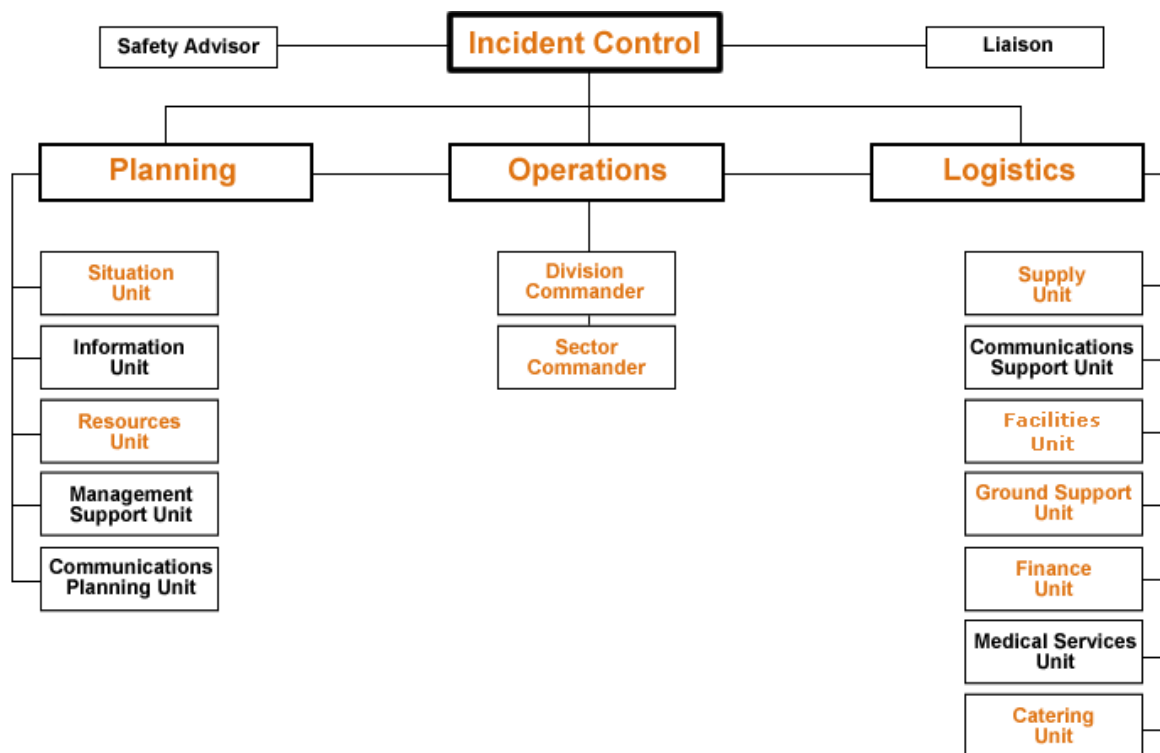 Incident Control
Safety Advisor
Liaison
Planning
Operations
Logistics
Situation
Unit
Information
Unit
Resources
Unit
Management
Support Unit
Communications
Planning Unit
Division
Commander
Sector
Commander
Supply
Unit
Communications
Support Unit
Facilities
Unit
Ground Support
Unit
Finance
Unit
Medical Services
Unit
Catering
Unit